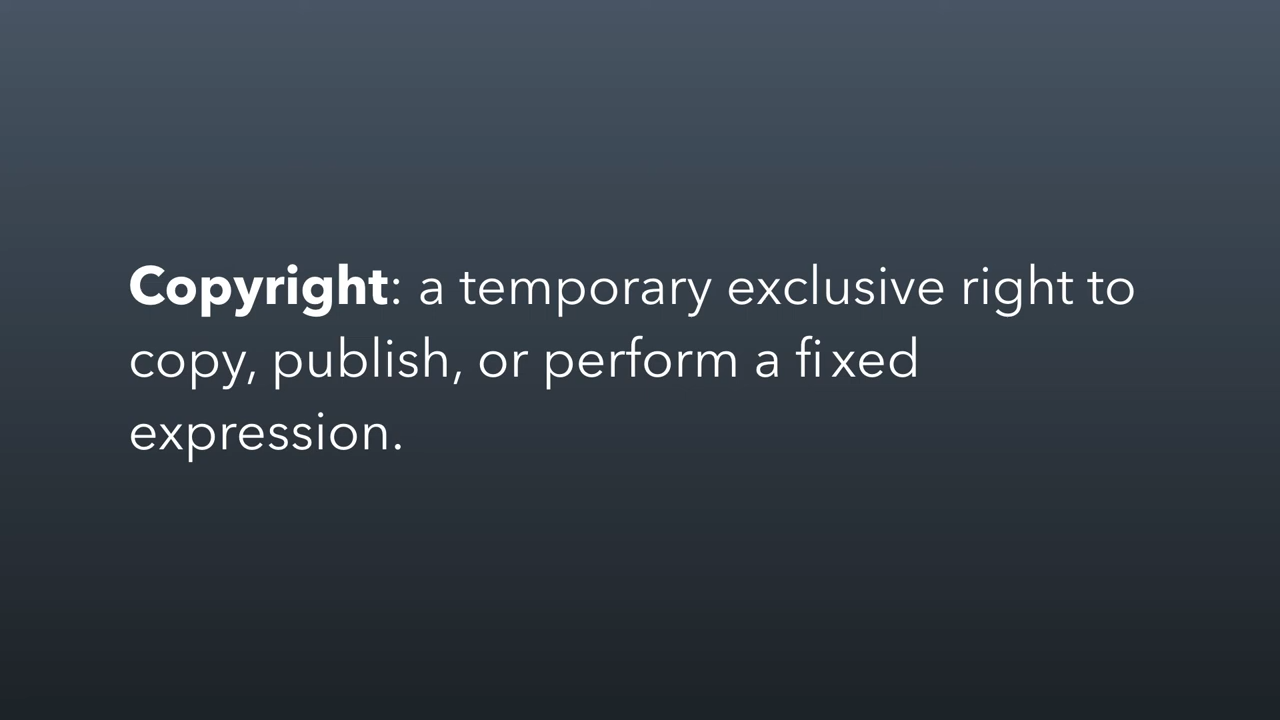 Copyright: a temporary exclusive right to
copy, publish, or perform a fixed
expression.